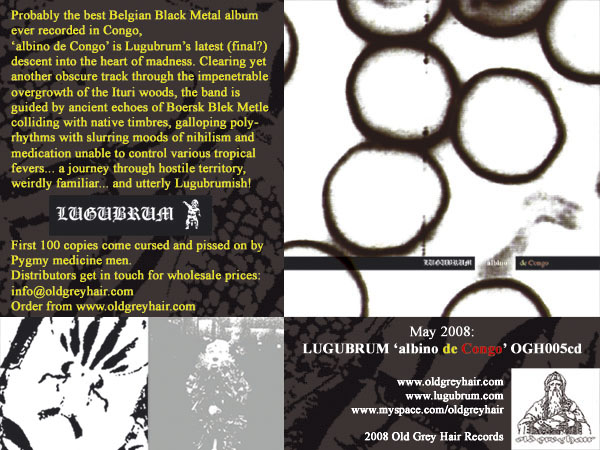 Probably the best Belgian Black Metal album
ever recorded in Congo,
‘albino de Congo’ is Lugubrum’s latest (final?)
descent into the heart of madness. Clearing yet
another obscure track through the impenetrable
overgrowth of the Ituri woods, the band is
guided by ancient echoes of Boersk Blek Metle
colliding with native timbres, galloping poly-
rhythms with slurring moods of nihilism and
medication unable to control various tropical
fevers... a journey through hostile territory,
weirdly familiar... and utterly Lugubrumish!
LUGUBRUM
First 100 copies come cursed and pissed on by
Pygmy medicine men.
Distributors get in touch for wholesale prices:
info@oldgreyhair.com
Order from www.oldgreyhair.com
LUGUBRUM albino de Congo
May 2008:
LUGUBRUM ‘albino de Congo’ OGH005cd
www.oldgreyhair.com
www.lugubrum.com
www.myspace.com/oldgreyhair
2008 Old Grey Hair Records
old grey hair